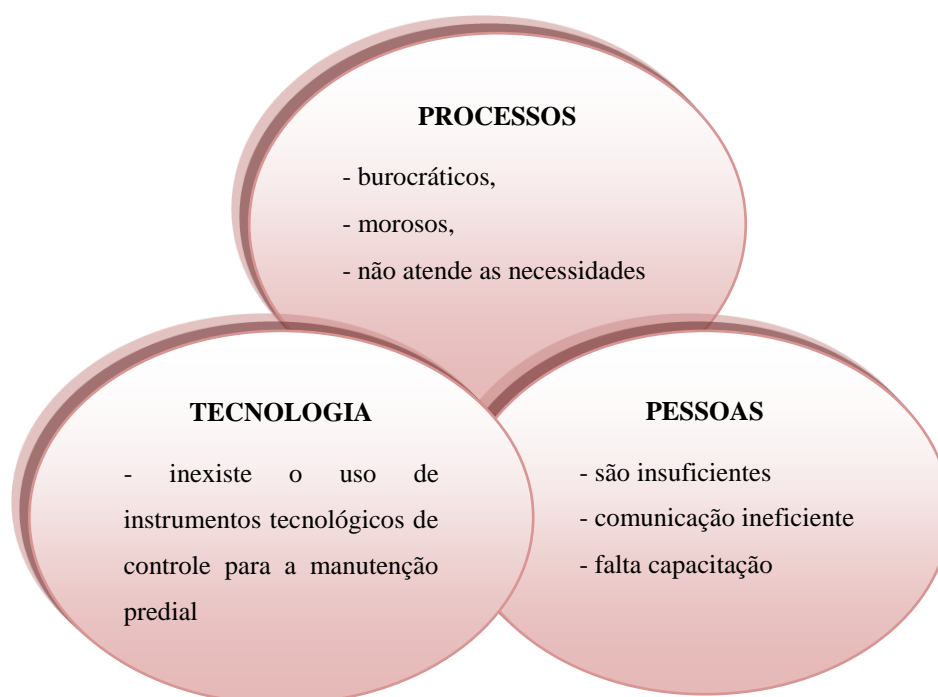 PROCESSOS
- burocráticos,
- morosos,
- não atende as necessidades
TECNOLOGIA
- inexiste o uso de
instrumentos tecnológicos de
controle para a manutenção
predial
PESSOAS
- são insuficientes
- comunicação ineficiente
- falta capacitação